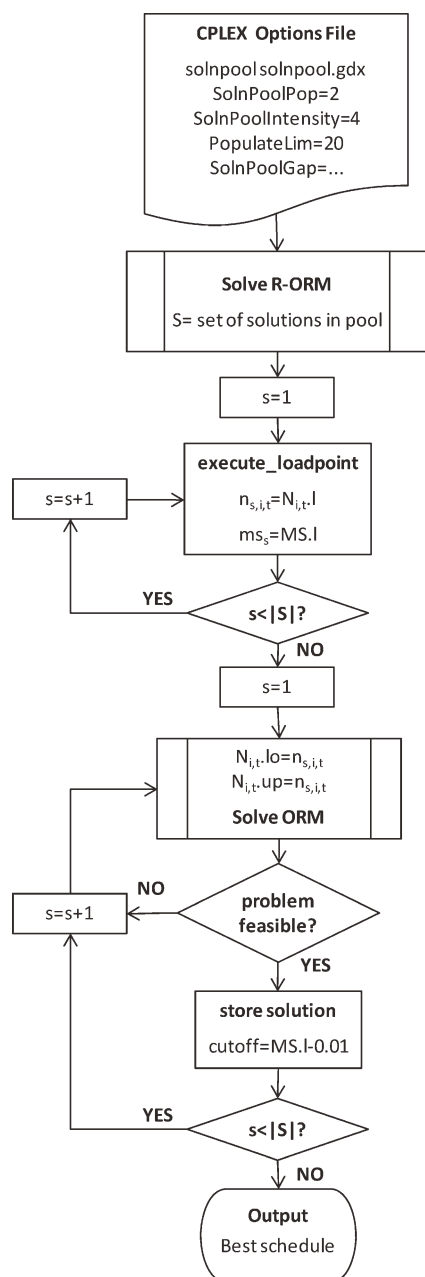 CPLEX Options File
solnpool solnpool.gdx
SolnPoolPop=2
SolnPoolIntensity=4
PopulateLim=20
SolnPoolGap=...
Solve R-ORM
S= set of solutions in pool
s=1
execute_loadpoint
s=s+1
n_{s,i,t}=N_{i,t}.l
ms_s=MS.l
YES
s<|S|?
NO
s=1
N_{i,t}.lo=n_{s,i,t}
N_{i,t}.up=n_{s,i,t}
Solve ORM
NO
s=s+1
problem
feasible?
YES
store solution
cutoff=MS.l-0.01
YES
s<|S|?
NO
Output
Best schedule